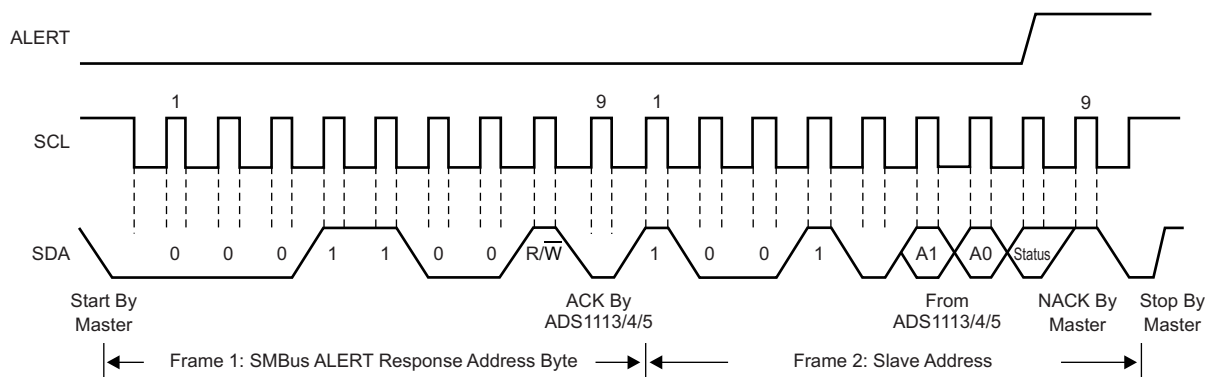 ALERT
1 9 1 9
SCL
SDA 0 0 0 1 1 0 0 R/W̅ 1 0 0 1 A1 A0 Status
Start By
Master
ACK By
ADS1113/4/5
From
ADS1113/4/5
NACK By
Master
Stop By
Master
Frame 1: SMBus ALERT Response Address Byte
Frame 2: Slave Address